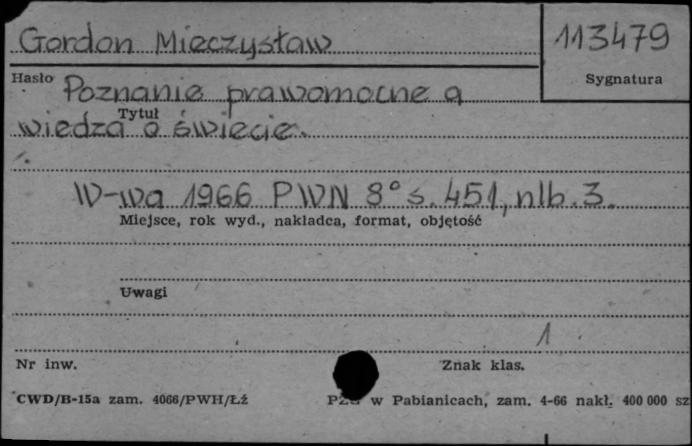 Gordon Mieczysław 113479
Hasło Sygnatura
Poznanie prawomocne a
Tytuł
wiedza o świecie.
W-wa 1966 PWN 8° s. 451, nlb. 3.
Miejsce, rok wyd., nakładca, format, objętość
Uwagi
1
Nr inw. Znak klas.
CWD/B-15a zam. 4066/PWH/Łź w Pabianicach, zam. 4-66 nakł. 400 000 sz